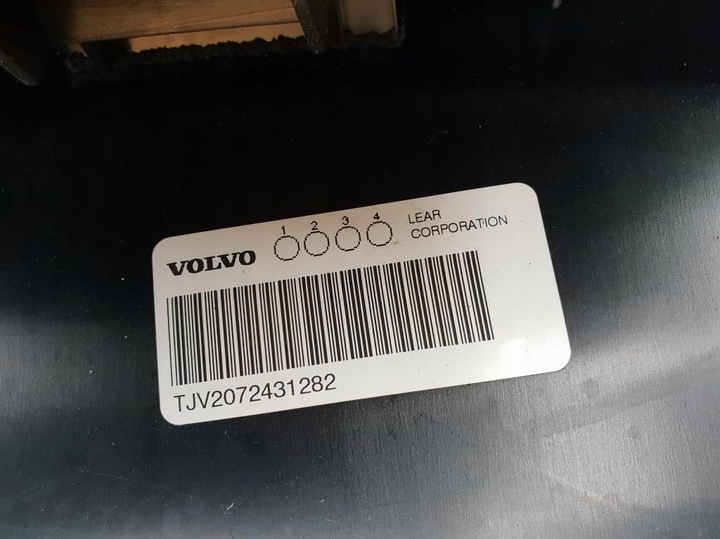 1 2 3 4
VOLVO
LEAR
CORPORATION
TJV2072431282